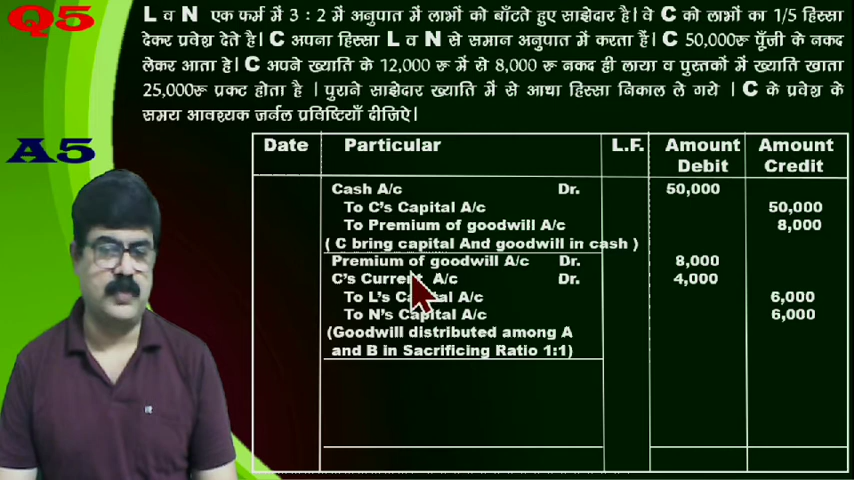 Q5
L व N एक फर्म में 3 : 2 में अनुपात में लाभों को बाँटते हुए साझेदार है। वे C को लाभों का 1/5 हिस्सा
देकर प्रवेश देते है। C अपना हिस्सा L व N से समान अनुपात में करता हैं। C 50,000रू पूँजी के नकद
लेकर आता हे। C अपने ख्याति के 12,000 रू में से 8,000 रू नकद ही लाया व पुस्तकों में ख्याति खाता
25,000रू प्रकट होता है । पुराने साझेदार ख्याति में से आधा हिस्सा निकाल ले गये । C के प्रवेश के
समय आवश्यक जर्नल प्रविष्टियाँ दीजिऐ।
A5
Date Particular L.F. Amount Debit Amount Credit
Cash A/c Dr. 50,000
To C's Capital A/c 50,000
To Premium of goodwill A/c 8,000
( C bring capital And goodwill in cash )
Premium of goodwill A/c Dr. 8,000
C's Current A/c Dr. 4,000
To L's Capital A/c 6,000
To N's Capital A/c 6,000
(Goodwill distributed among A
and B in Sacrificing Ratio 1:1)